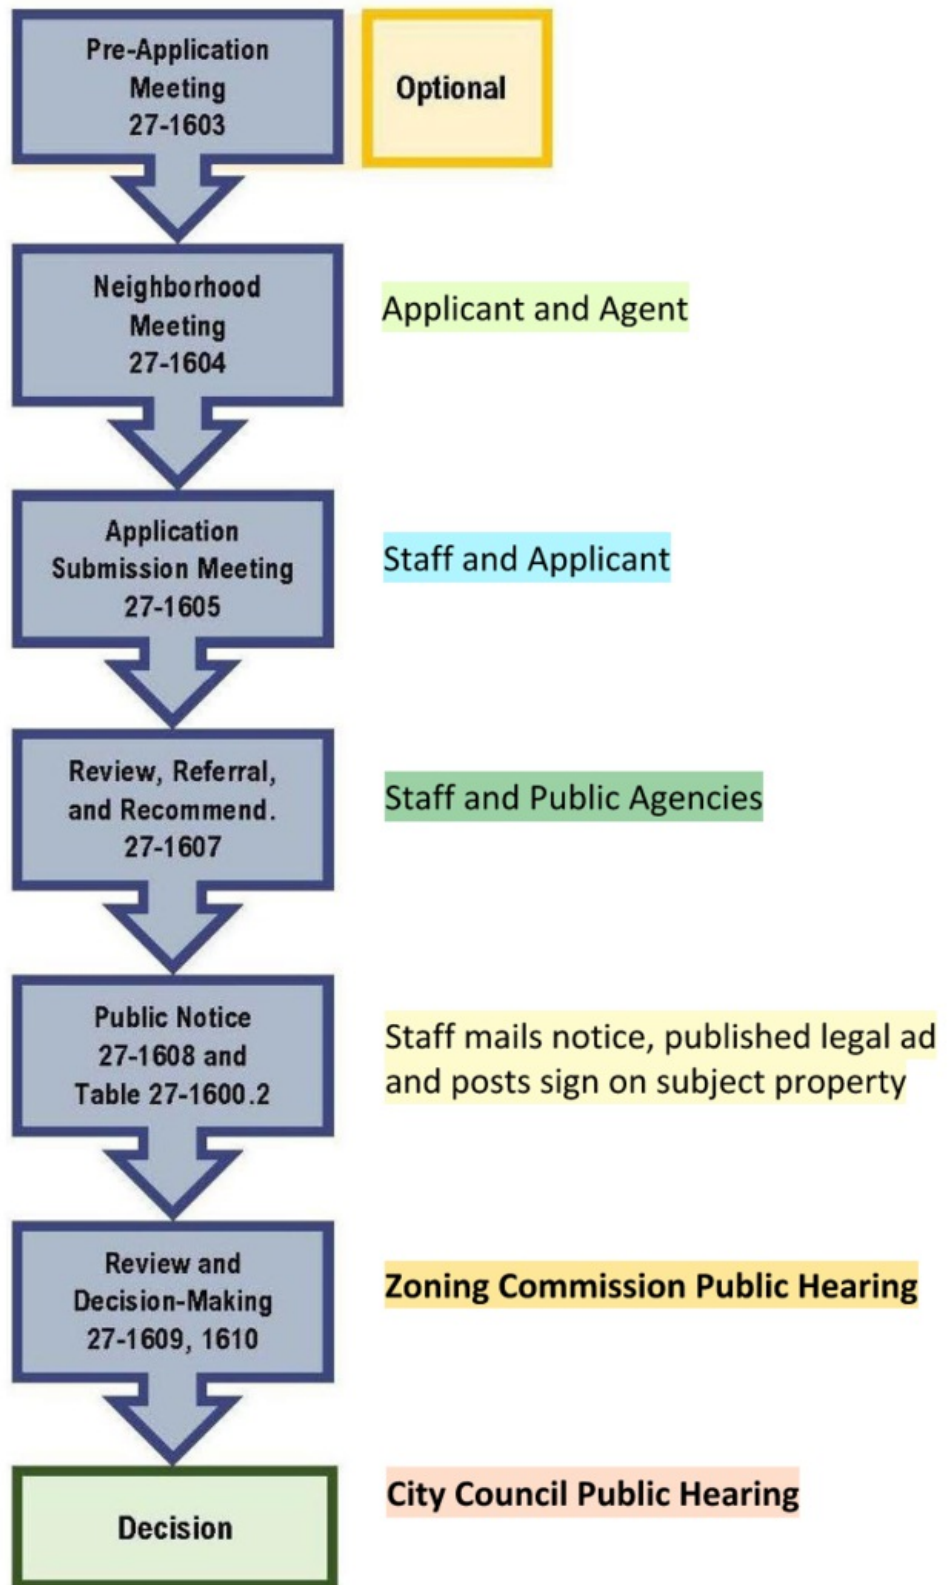 Pre-Application
Meeting
27-1603
Optional
Neighborhood
Meeting
27-1604
Applicant and Agent
Application
Submission Meeting
27-1605
Staff and Applicant
Review, Referral,
and Recommend.
27-1607
Staff and Public Agencies
Public Notice
27-1608 and
Table 27-1600.2
Staff mails notice, published legal ad
and posts sign on subject property
Review and
Decision-Making
27-1609, 1610
Zoning Commission Public Hearing
Decision
City Council Public Hearing